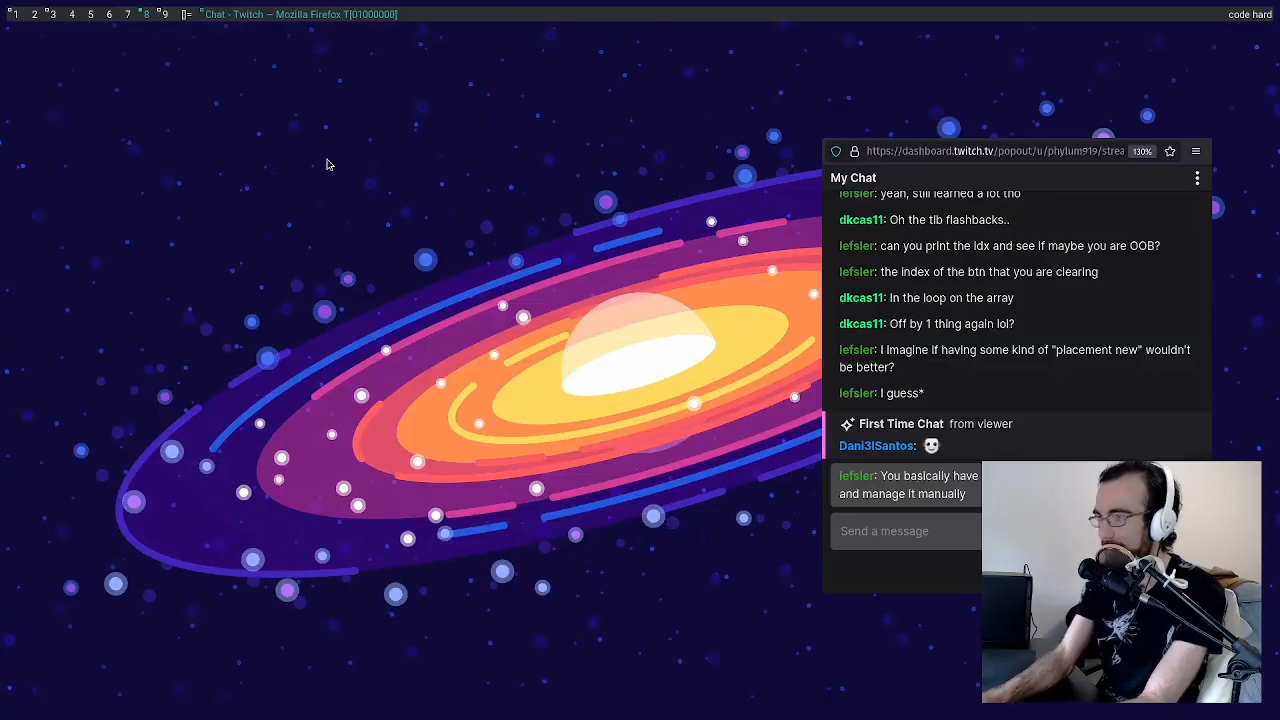 1 2 3 4 5 6 7 8 9 []= Chat - Twitch — Mozilla Firefox T[01000000] code hard
https://dashboard.twitch.tv/popout/u/phylum919/strea 130%
My Chat
lefsler: yeah, still learned a lot tho
dkcas11: Oh the tlb flashbacks..
lefsler: can you print the idx and see if maybe you are OOB?
lefsler: the index of the btn that you are clearing
dkcas11: In the loop on the array
dkcas11: Off by 1 thing again lol?
lefsler: I imagine if having some kind of "placement new" wouldn't
be better?
lefsler: I guess*
First Time Chat from viewer
lefsler: You basically have
and manage it manually
Send a message